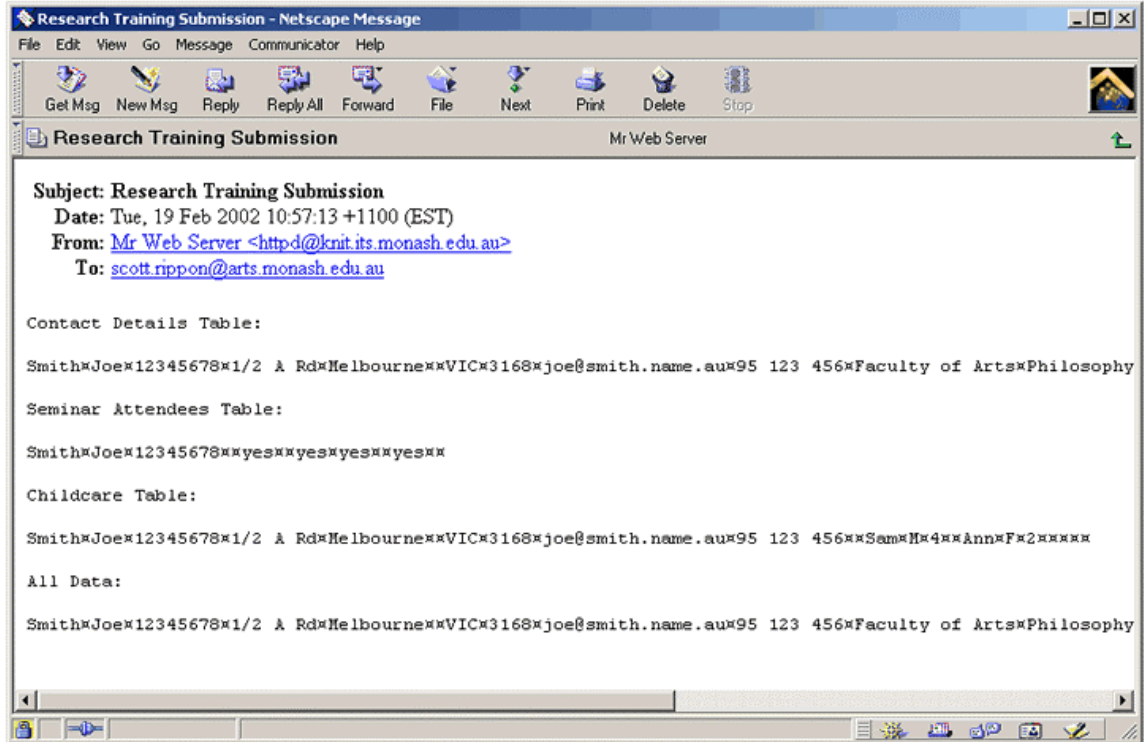 Research Training Submission - Netscape Message
File Edit View Go Message Communicator Help
Get Msg New Msg Reply Reply All Forward File Next Print Delete Stop
Research Training Submission Mr Web Server
Subject: Research Training Submission
Date: Tue, 19 Feb 2002 10:57:13 +1100 (EST)
From: Mr Web Server <httpd@knit.its.monash.edu.au>
To: scott.rippon@arts.monash.edu.au
Contact Details Table:
Smith¤Joe¤12345678¤1/2 A Rd¤Melbourne¤¤VIC¤3168¤joe@smith.name.au¤95 123 456¤Faculty of Arts¤Philosophy
Seminar Attendees Table:
Smith¤Joe¤12345678¤¤yes¤¤yes¤yes¤¤yes¤¤
Childcare Table:
Smith¤Joe¤12345678¤1/2 A Rd¤Melbourne¤¤VIC¤3168¤joe@smith.name.au¤95 123 456¤¤Sam¤M¤4¤¤Ann¤F¤2¤¤¤¤¤
All Data:
Smith¤Joe¤12345678¤1/2 A Rd¤Melbourne¤¤VIC¤3168¤joe@smith.name.au¤95 123 456¤Faculty of Arts¤Philosophy